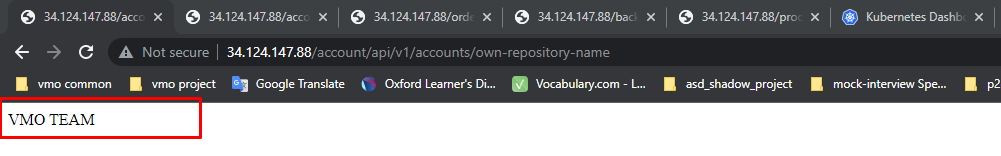 34.124.147.88/acco
34.124.147.88/acco
34.124.147.88/orde
34.124.147.88/back
34.124.147.88/proc
Kubernetes Dashb
Not secure
34.124.147.88/account/api/v1/accounts/own-repository-name
vmo common
vmo project
Google Translate
Oxford Learner's Di...
Vocabulary.com - L...
asd_shadow_project
mock-interview Spe...
p2
VMO TEAM